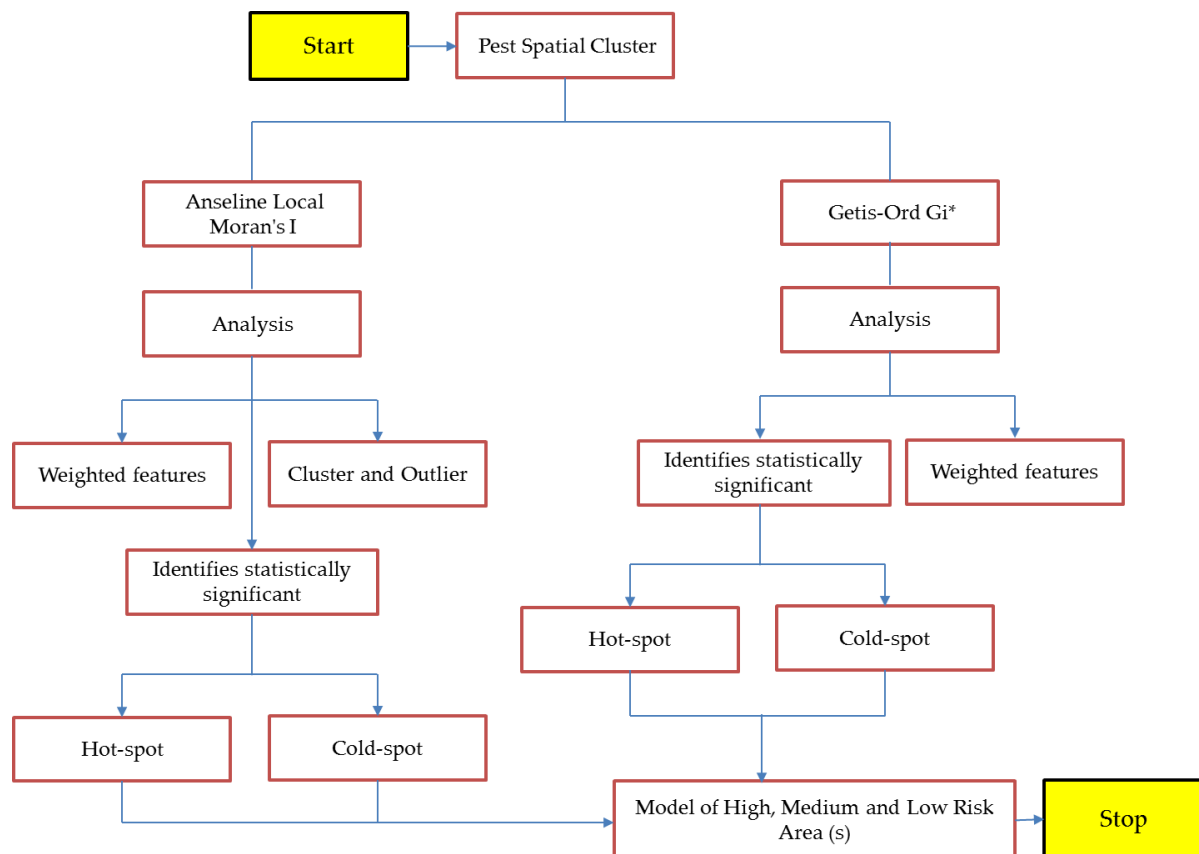 Start
Pest Spatial Cluster
Anseline Local
Moran's I
Getis-Ord Gi*
Analysis
Analysis
Weighted features
Cluster and Outlier
Identifies statistically
significant
Weighted features
Identifies statistically
significant
Hot-spot
Cold-spot
Hot-spot
Cold-spot
Model of High, Medium and Low Risk
Area (s)
Stop